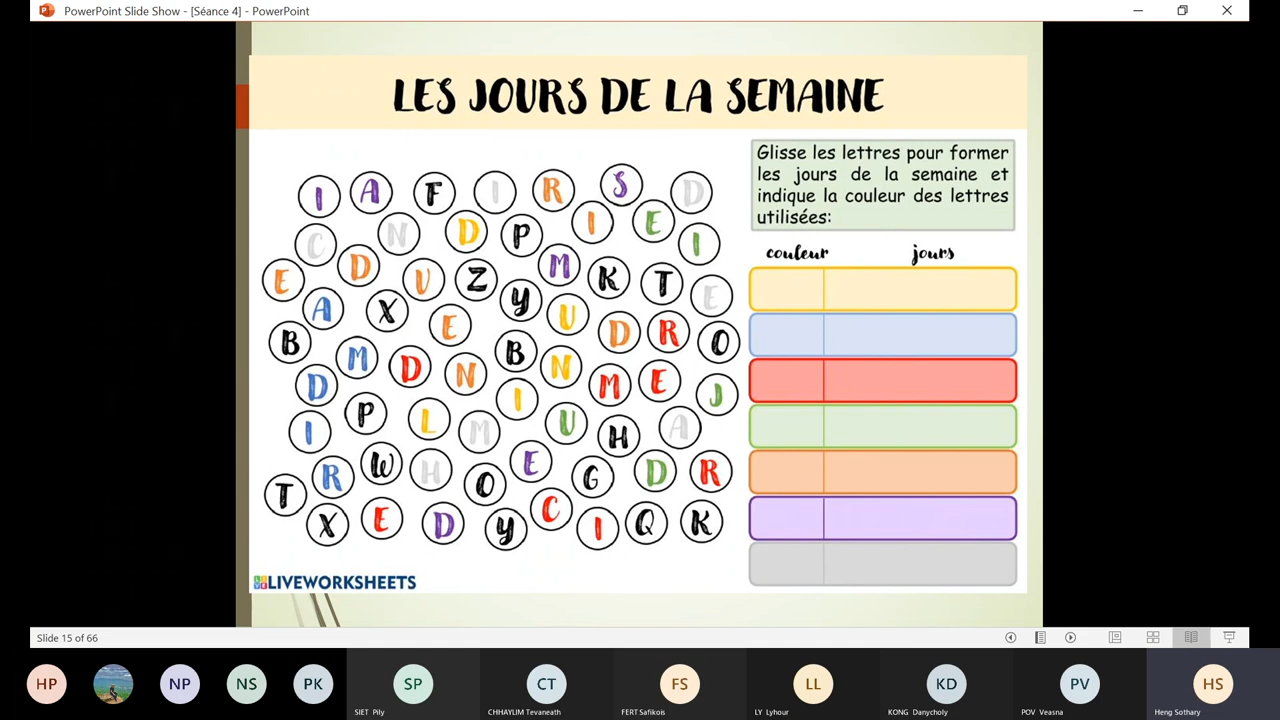 PowerPoint Slide Show - [Séance 4] - PowerPoint
LES JOURS DE LA SEMAINE
Glisse les lettres pour former
les jours de la semaine et
indique la couleur des lettres
utilisées:
couleur jours
I A F I R S D
C N D P I E I
E D V Z M K T E
A X E Y U D R O
B M D N B N M E J
D P L I U H A
I R W M H E G D R
T X E D O Y C I Q K
LIVEWORKSHEETS
Slide 15 of 66
HP NP NS PK SP CT FS LL KD PV HS
SIET Pily CHHAYLIM Tevaneath FERT Safikois LY Lyhour KONG Danycholy POV Veasna Heng Sothary